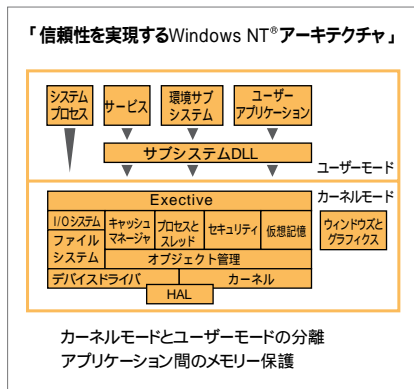 「信頼性を実現するWindows NT®アーキテクチャ」
システム
プロセス
サービス
環境サブ
システム
ユーザー
アプリケーション
サブシステムDLL
ユーザーモード
カーネルモード
Exective
I/Oシステム
ファイル
システム
キャッシュ
マネージャ
プロセスと
スレッド
セキュリティ
仮想記憶
オブジェクト管理
ウィンドウズと
グラフィクス
デバイスドライバ
カーネル
HAL
カーネルモードとユーザーモードの分離
アプリケーション間のメモリー保護